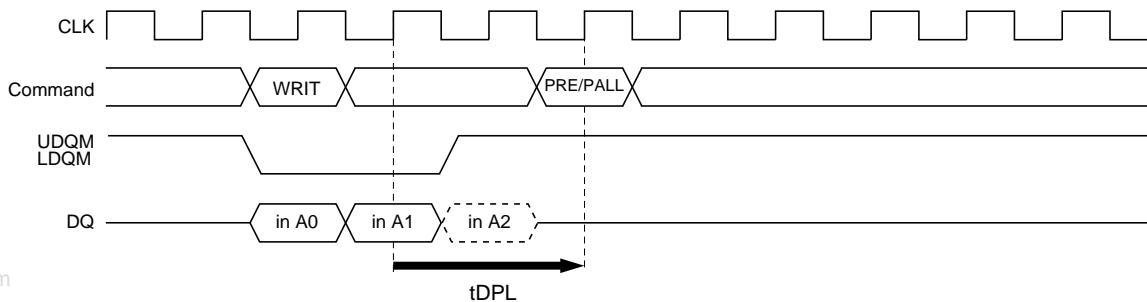 CLK
Command WRIT PRE/PALL
UDQM
LDQM
DQ in A0 in A1 in A2
m
tDPL